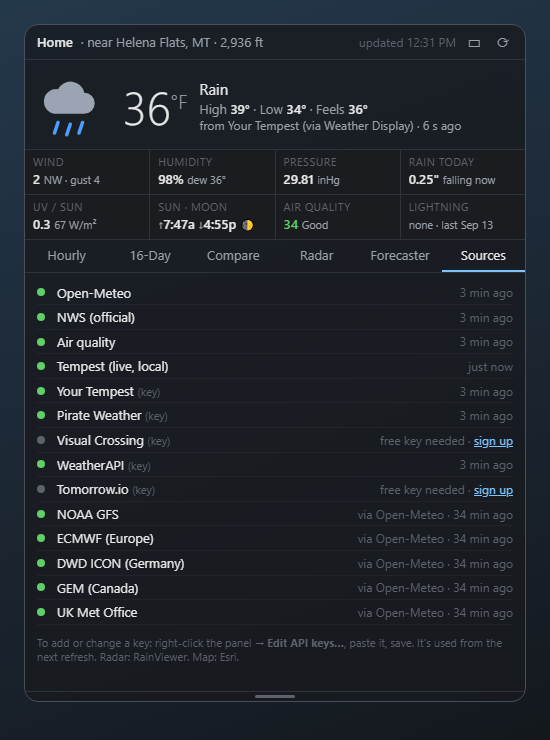 Home · near Helena Flats, MT · 2,936 ft
updated 12:31 PM
36°F
Rain
High 39° · Low 34° · Feels 36°
from Your Tempest (via Weather Display) · 6 s ago
WIND
2 NW · gust 4
HUMIDITY
98% dew 36°
PRESSURE
29.81 inHg
RAIN TODAY
0.25" falling now
UV / SUN
0.3 67 W/m²
SUN · MOON
↑7:47a ↓4:55p
AIR QUALITY
34 Good
LIGHTNING
none · last Sep 13
Hourly 16-Day Compare Radar Forecaster Sources
Open-Meteo 3 min ago
NWS (official) 3 min ago
Air quality 3 min ago
Tempest (live, local) just now
Your Tempest (key) 3 min ago
Pirate Weather (key) 3 min ago
Visual Crossing (key) free key needed · sign up
WeatherAPI (key) 3 min ago
Tomorrow.io (key) free key needed · sign up
NOAA GFS via Open-Meteo · 34 min ago
ECMWF (Europe) via Open-Meteo · 34 min ago
DWD ICON (Germany) via Open-Meteo · 34 min ago
GEM (Canada) via Open-Meteo · 34 min ago
UK Met Office via Open-Meteo · 34 min ago
To add or change a key: right-click the panel → Edit API keys..., paste it, save. It's used from the
next refresh. Radar: RainViewer. Map: Esri.